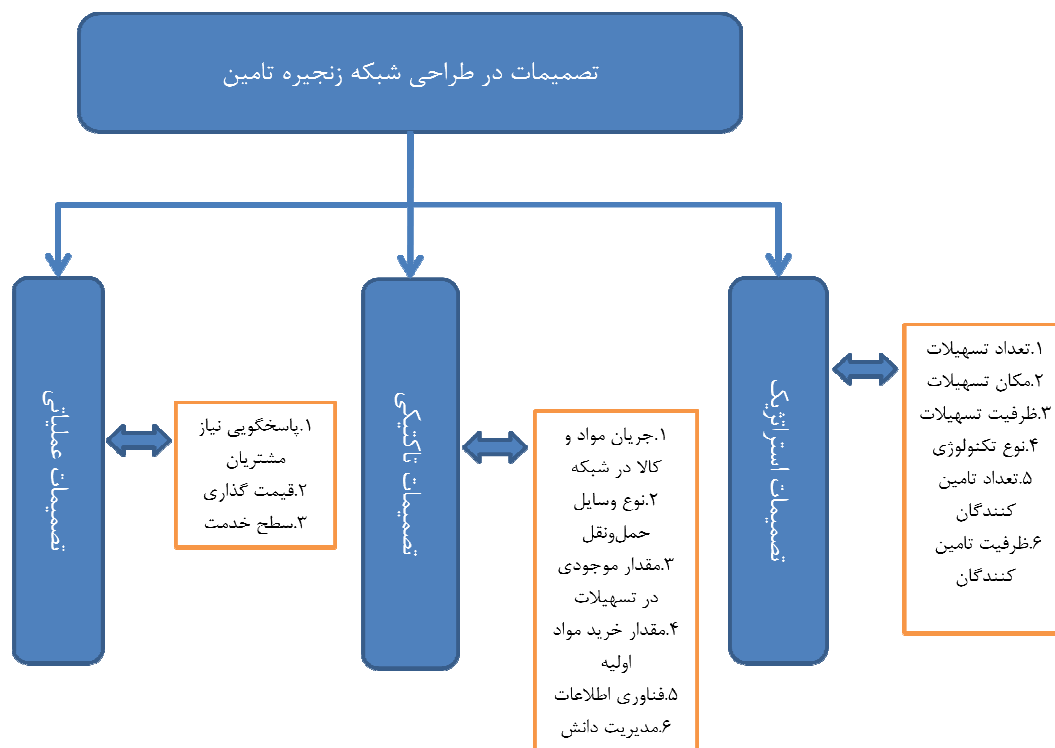 تصمیمات در طراحی شبکه زنجیره تامین
تصمیمات استراتژیک
۱.تعداد تسهیلات
۲.مکان تسهیلات
۳.ظرفیت تسهیلات
۴.نوع تکنولوژی
۵.تعداد تامین
کنندگان
۶.ظرفیت تامین
کنندگان
تصمیمات تاکتیکی
۱.جریان مواد و
کالا در شبکه
۲.نوع وسایل
حمل‌ونقل
۳.مقدار موجودی
در تسهیلات
۴.مقدار خرید مواد
اولیه
۵.فناوری اطلاعات
۶.مدیریت دانش
تصمیمات عملیاتی
۱.پاسخگویی نیاز
مشتریان
۲.قیمت گذاری
۳.سطح خدمت